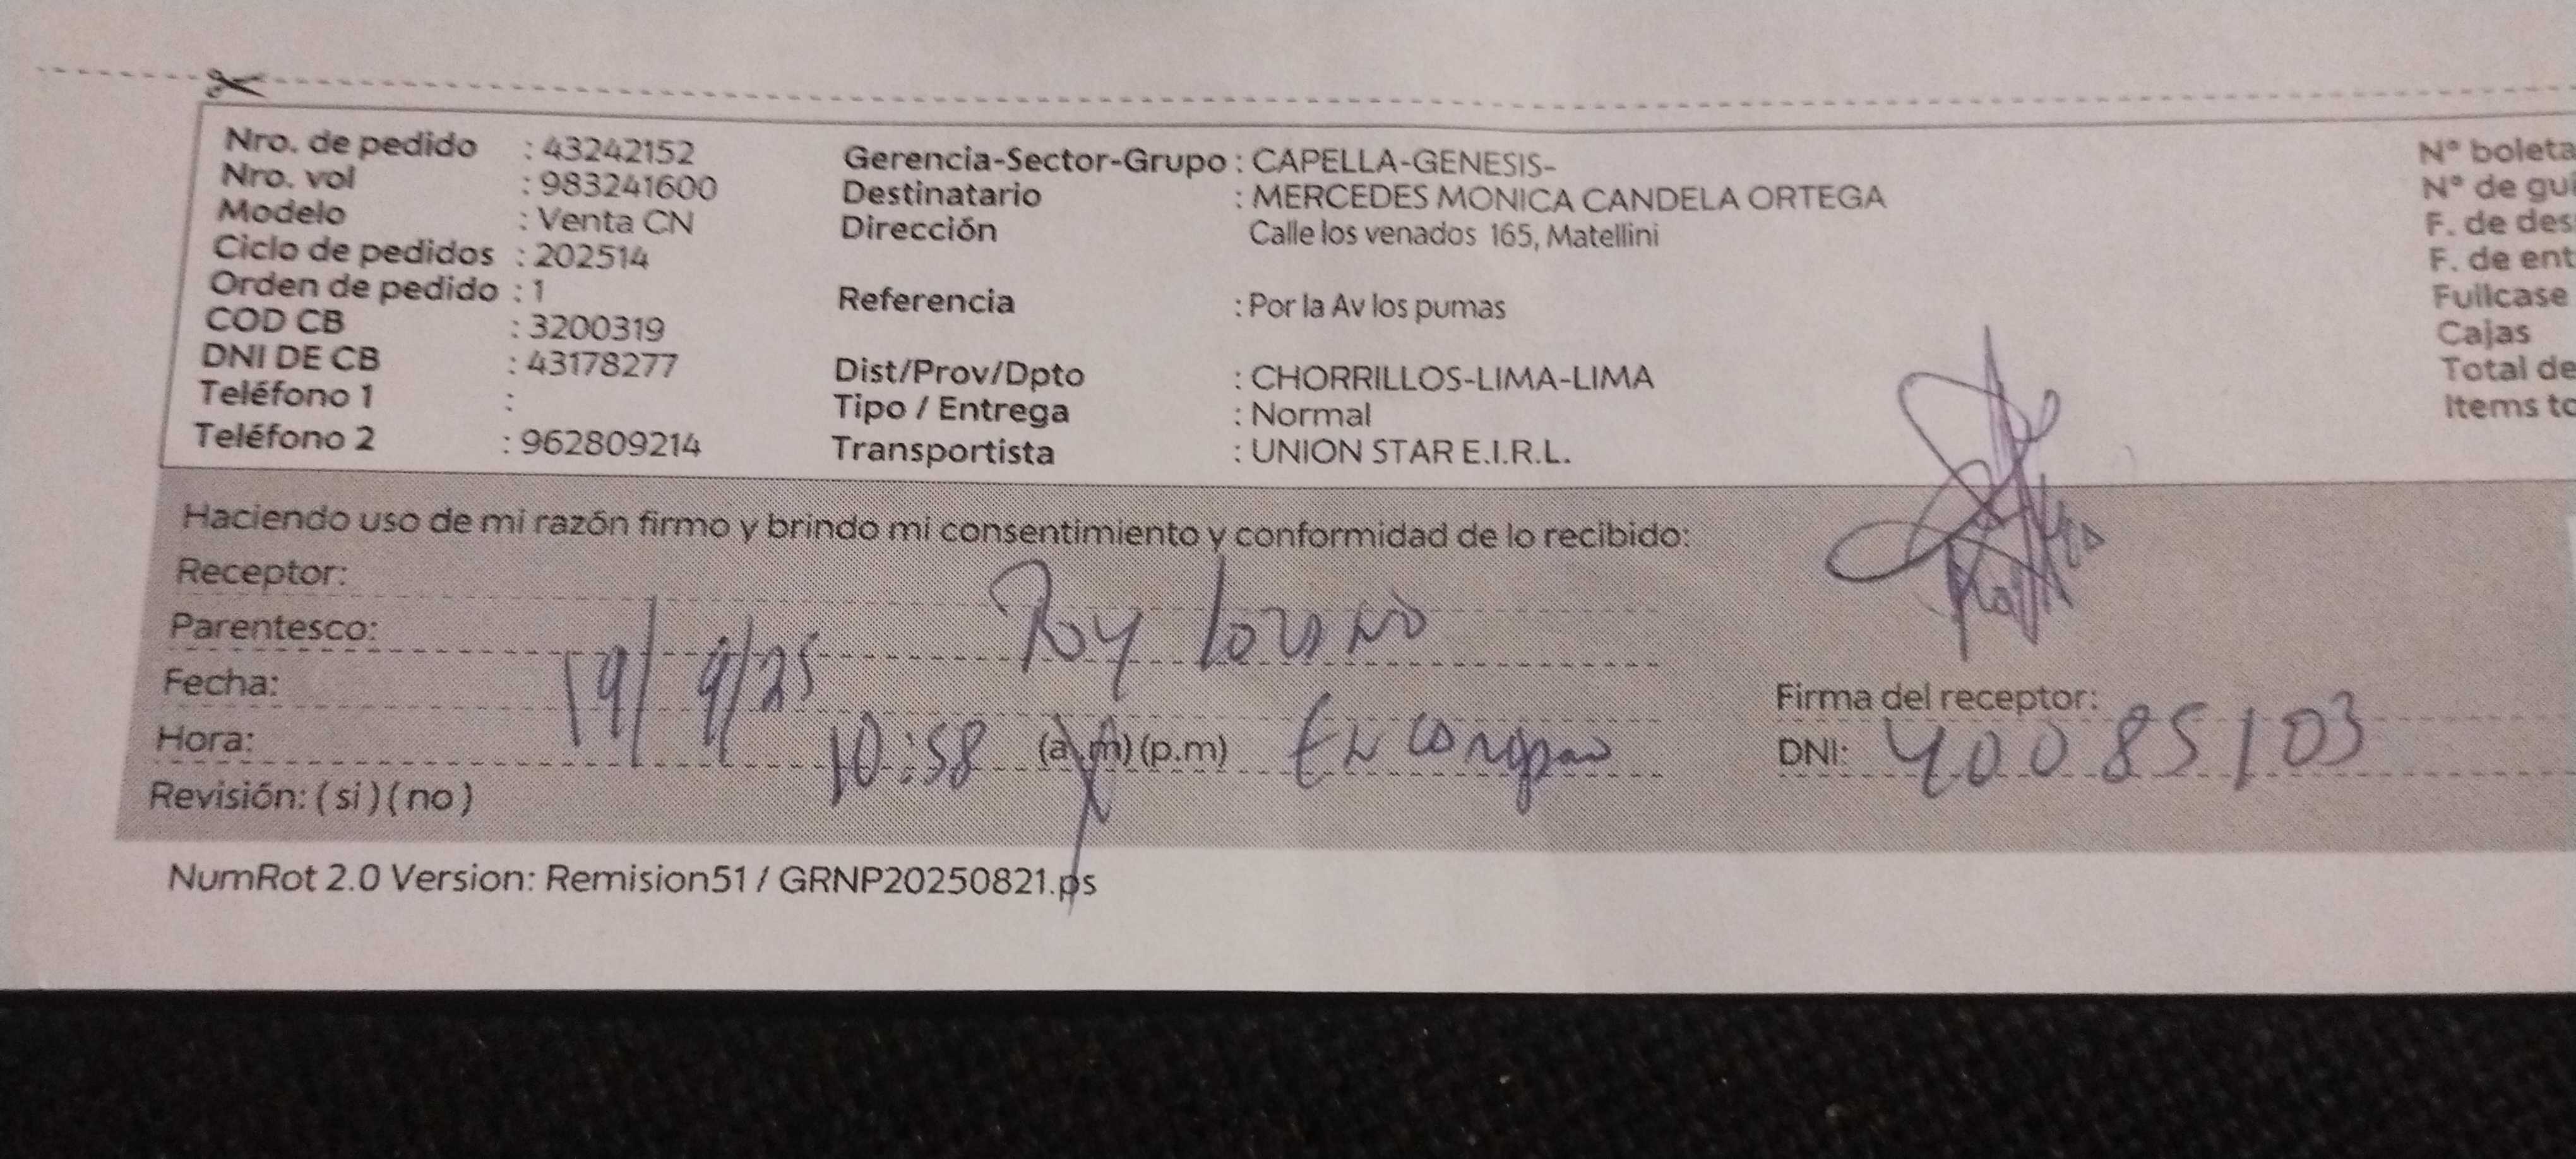 Nro. de pedido : 43242152
Nro. vol : 983241600
Modelo : Venta CN
Ciclo de pedidos : 202514
Orden de pedido : 1
COD CB : 3200319
DNI DE CB : 43178277
Teléfono 1 :
Teléfono 2 : 962809214
Gerencia-Sector-Grupo : CAPELLA-GENESIS-
Destinatario : MERCEDES MONICA CANDELA ORTEGA
Dirección Calle los venados 165, Matellini
Referencia : Por la Av los pumas
Dist/Prov/Dpto : CHORRILLOS-LIMA-LIMA
Tipo / Entrega : Normal
Transportista : UNION STAR E.I.R.L.
N° boleta
N° de gui
F. de des
F. de ent
Fullcase
Cajas
Total de
Items to
Haciendo uso de mi razón firmo y brindo mi consentimiento y conformidad de lo recibido:
Receptor: Roy
Parentesco:
Fecha: 19/9/25
Hora: 10:58 (a.m) (p.m) En
Revisión: ( si ) ( no )
Firma del receptor:
DNI: 40085103
NumRot 2.0 Version: Remision51 / GRNP20250821.ps